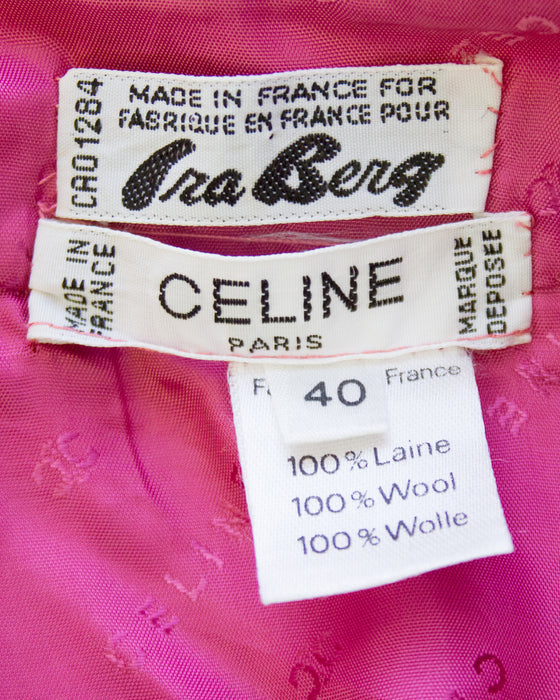 MADE IN FRANCE FOR
FABRIQUE EN FRANCE POUR
CA01284
Ira Berg
MADE IN
FRANCE
CELINE
PARIS
MARQUE
DEPOSEE
40
France
100% Laine
100% Wool
100% Wolle